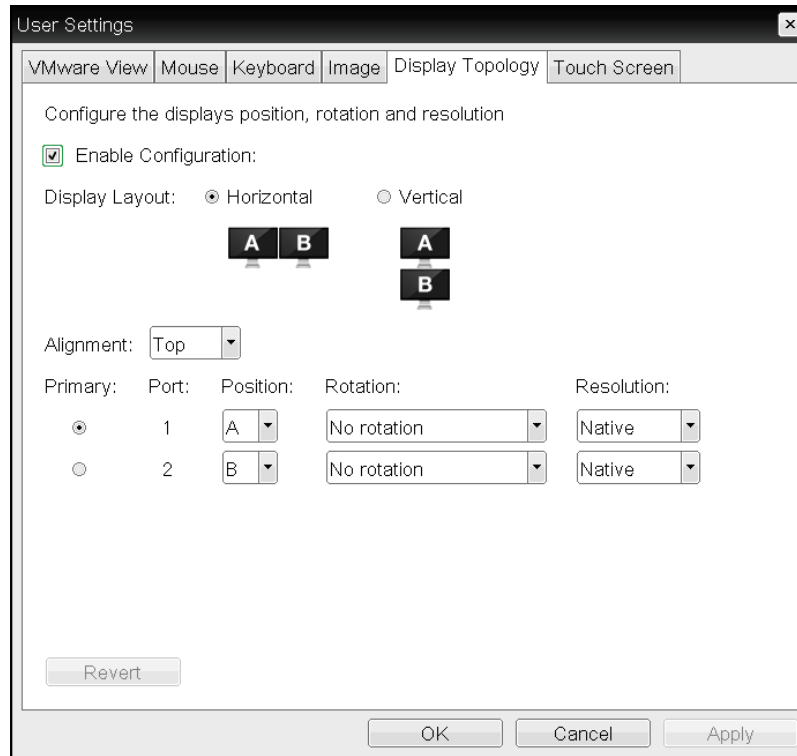 User Settings
VMware View Mouse Keyboard Image Display Topology Touch Screen
Configure the displays position, rotation and resolution
Enable Configuration:
Display Layout: Horizontal Vertical
A B A
B
Alignment: Top
Primary: Port: Position: Rotation: Resolution:
1 A No rotation Native
2 B No rotation Native
Revert
OK Cancel Apply